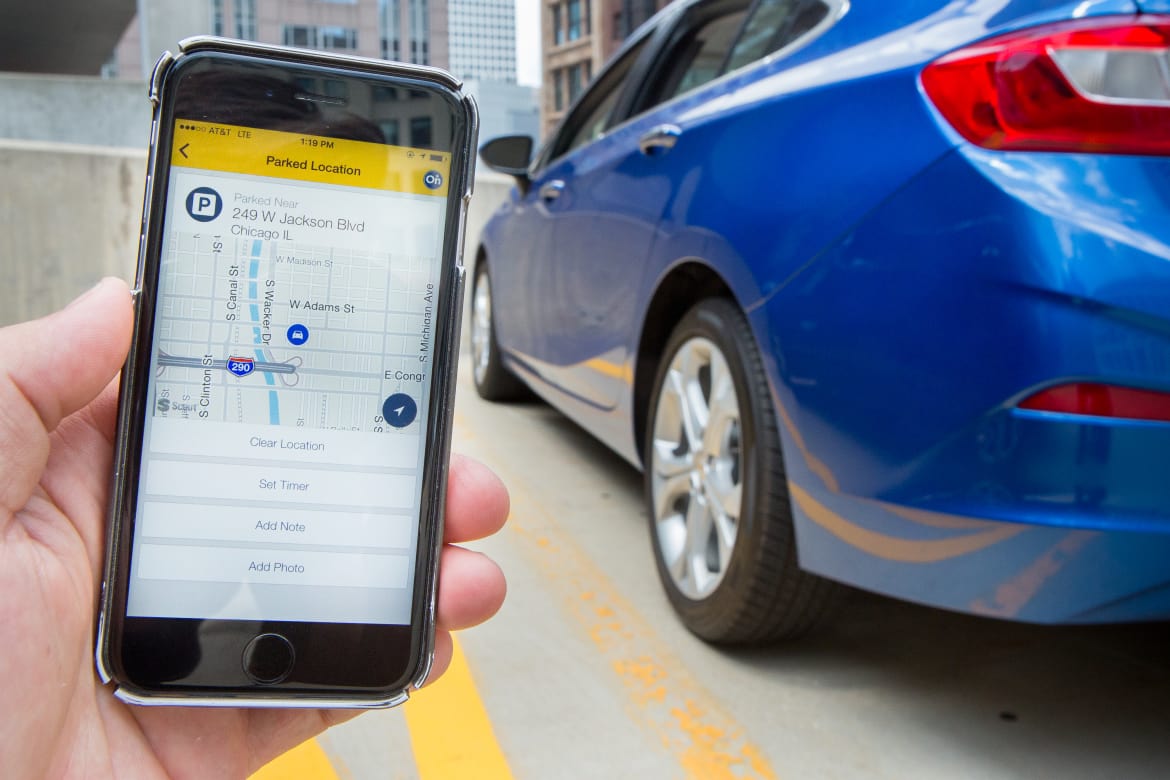 AT&T LTE
1:19 PM
Parked Location
P
Parked Near
249 W Jackson Blvd
Chicago IL
W Madison St
S Canal St
S Wacker Dr
W Adams St
S Michigan Ave
290
S Clinton St
E Congr
Scout
Clear Location
Set Timer
Add Note
Add Photo